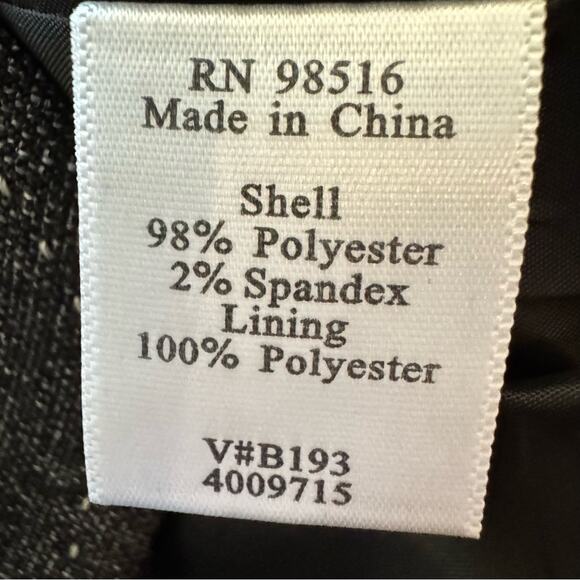 RN 98516
Made in China
Shell
98% Polyester
2% Spandex
Lining
100% Polyester
V#B193
4009715